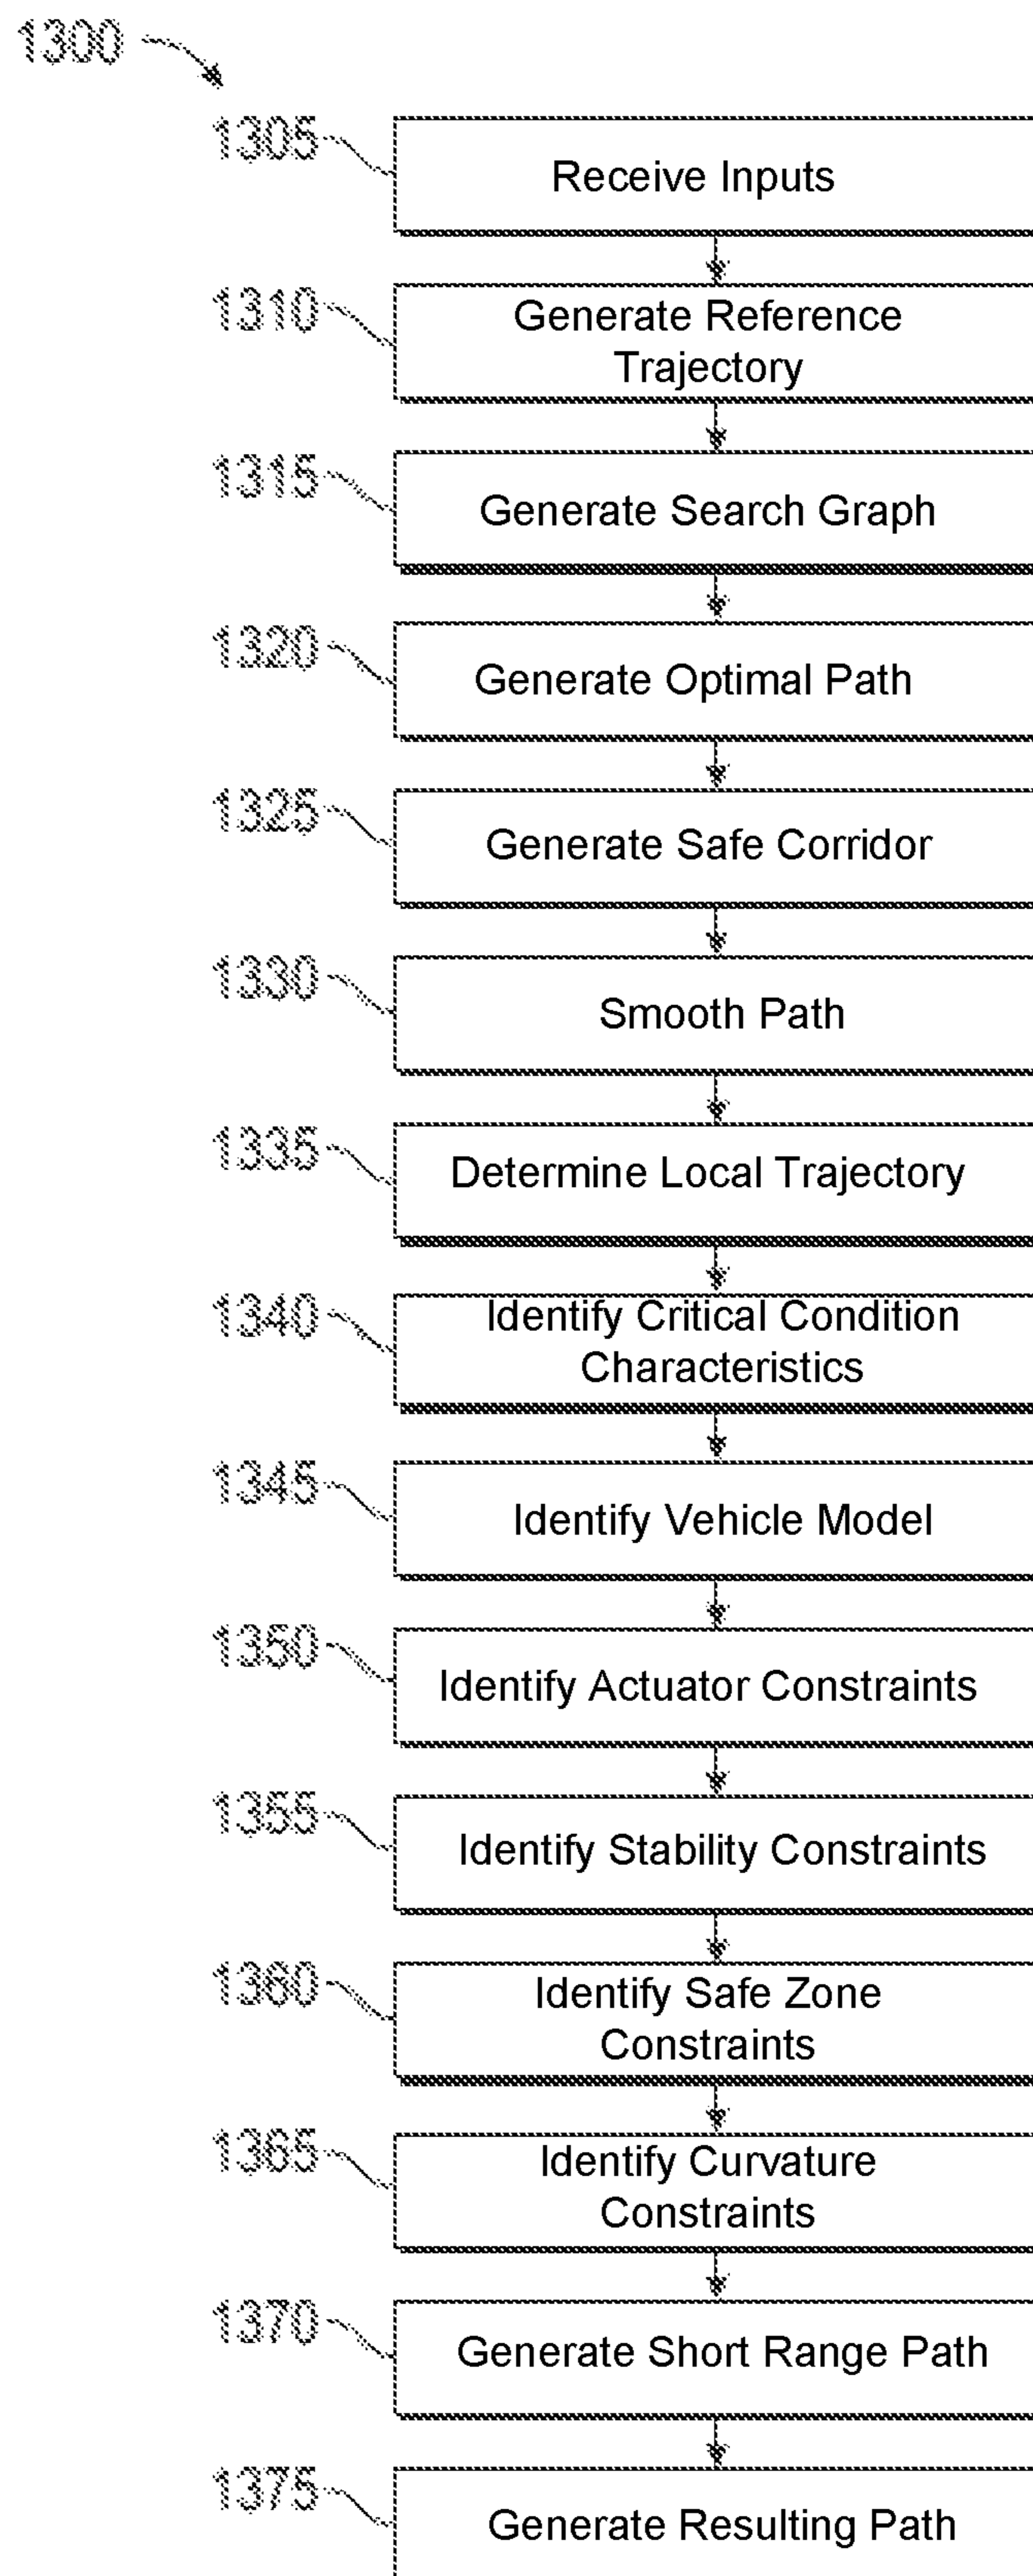 1300
1305
Receive Inputs
1310
Generate Reference
Trajectory
1315
Generate Search Graph
1320
Generate Optimal Path
1325
Generate Safe Corridor
1330
Smooth Path
1335
Determine Local Trajectory
1340
Identify Critical Condition
Characteristics
1345
Identify Vehicle Model
1350
Identify Actuator Constraints
1355
Identify Stability Constraints
1360
Identify Safe Zone
Constraints
1365
Identify Curvature
Constraints
1370
Generate Short Range Path
1375
Generate Resulting Path